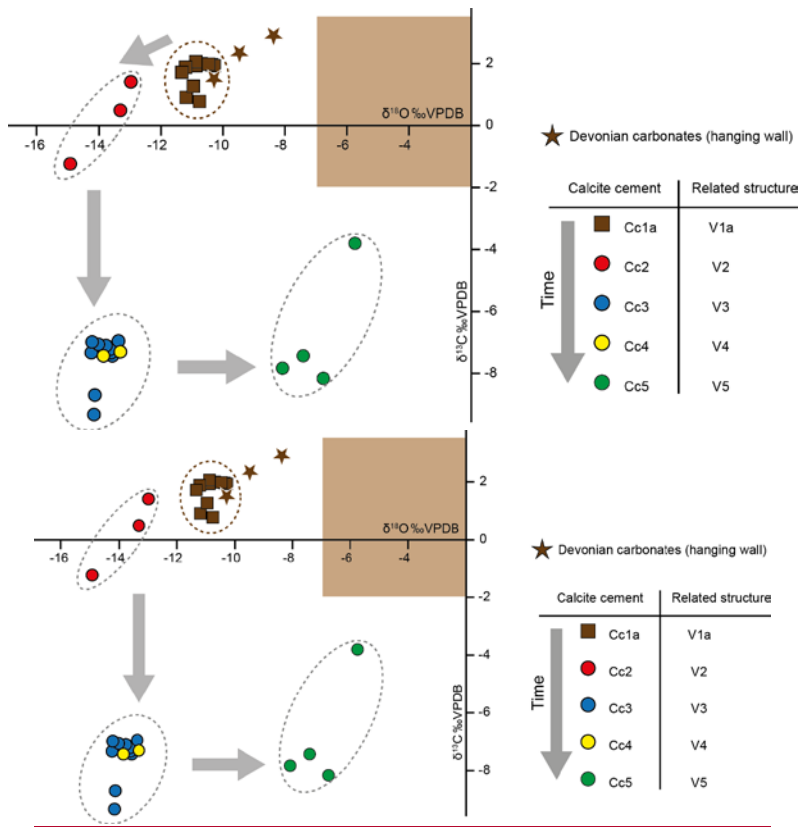 2
δ¹⁸O ‰VPDB
0
-16 -14 -12 -10 -8 -6 -4
-2
-4
-6
-8
δ¹³C ‰VPDB
Devonian carbonates (hanging wall)
Calcite cement Related structure
Time
Cc1a V1a
Cc2 V2
Cc3 V3
Cc4 V4
Cc5 V5
2
δ¹⁸O ‰VPDB
0
-16 -14 -12 -10 -8 -6 -4
-2
-4
-6
-8
δ¹³C ‰VPDB
Devonian carbonates (hanging wall)
Calcite cement Related structure
Time
Cc1a V1a
Cc2 V2
Cc3 V3
Cc4 V4
Cc5 V5